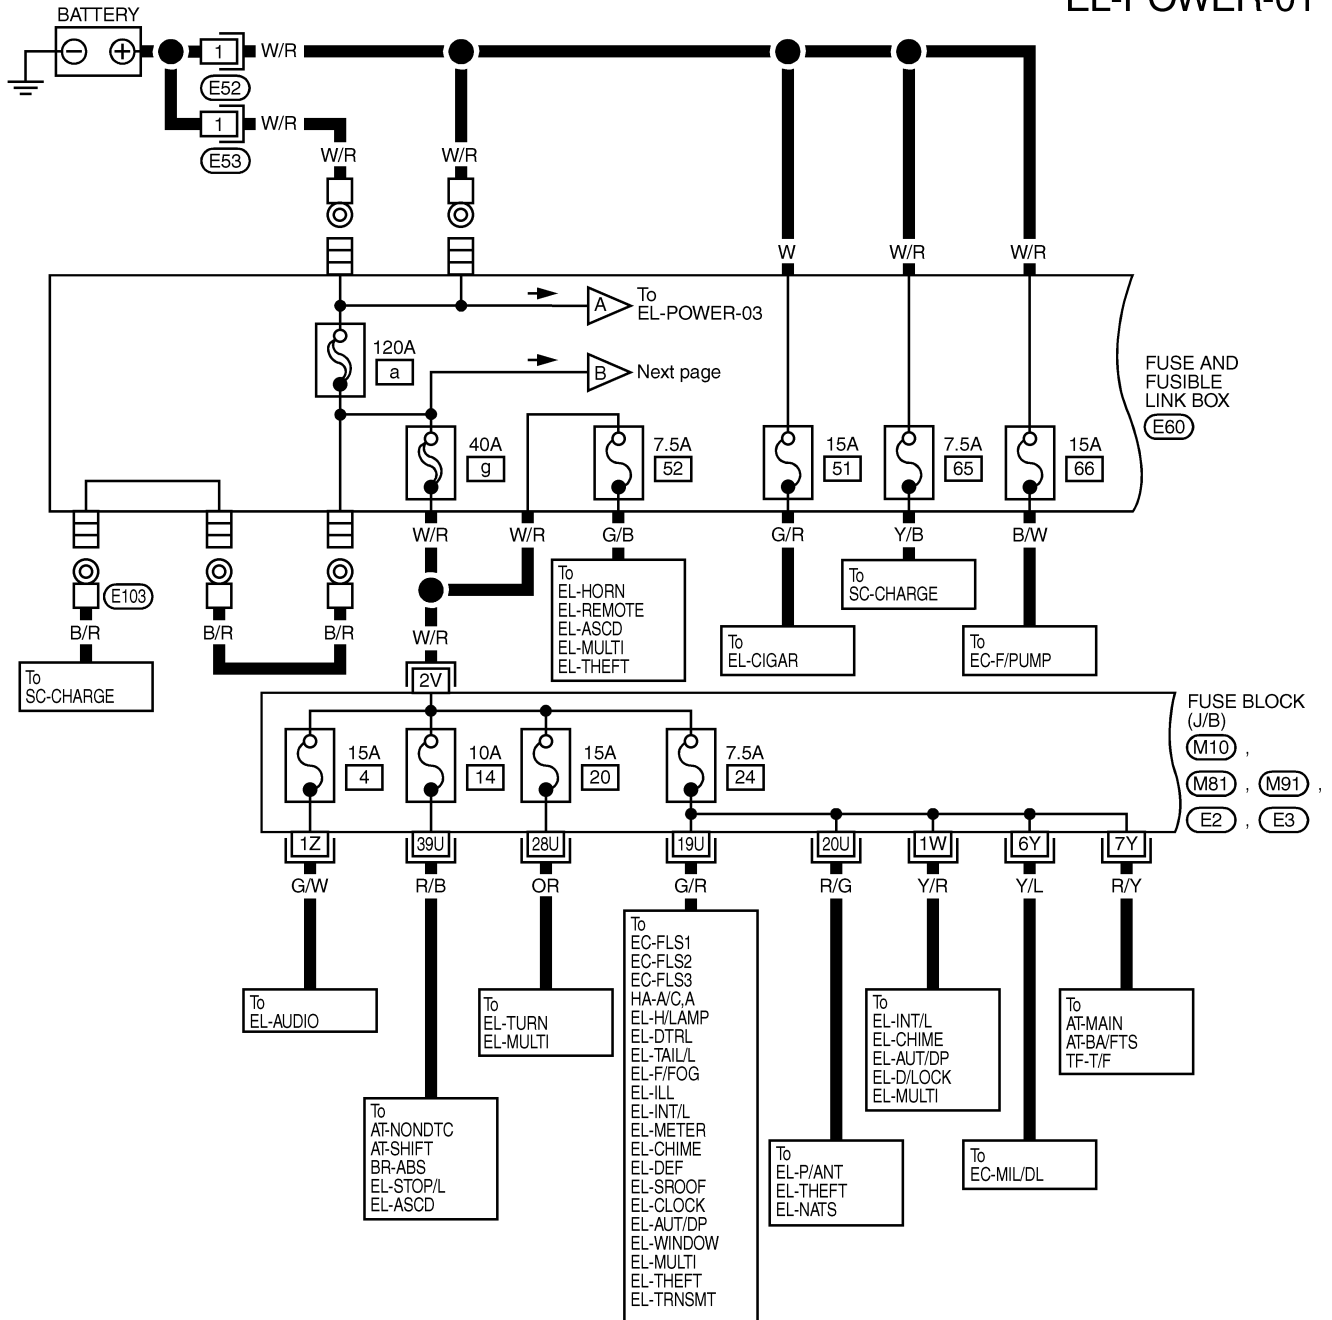 EL-POWER-01
BATTERY
1 W/R
E52
1 W/R
E53
W/R W/R
W W/R W/R
A To
EL-POWER-03
120A
a
B Next page
FUSE AND
FUSIBLE
LINK BOX
E60
40A
g
7.5A
52
15A
51
7.5A
65
15A
66
W/R W/R G/B G/R Y/B B/W
E103
B/R B/R B/R W/R
To
SC-CHARGE
To
EL-HORN
EL-REMOTE
EL-ASCD
EL-MULTI
EL-THEFT
To
EL-CIGAR
To
SC-CHARGE
To
EC-F/PUMP
2V
FUSE BLOCK
(J/B)
M10 ,
M81 , M91 ,
E2 , E3
15A
4
10A
14
15A
20
7.5A
24
1Z 39U 28U 19U 20U 1W 6Y 7Y
G/W R/B OR G/R R/G Y/R Y/L R/Y
To
EL-AUDIO
To
AT-NONDTC
AT-SHIFT
BR-ABS
EL-STOP/L
EL-ASCD
To
EL-TURN
EL-MULTI
To
EC-FLS1
EC-FLS2
EC-FLS3
HA-A/C,A
EL-H/LAMP
EL-DTRL
EL-TAIL/L
EL-F/FOG
EL-ILL
EL-INT/L
EL-METER
EL-CHIME
EL-DEF
EL-SROOF
EL-CLOCK
EL-AUT/DP
EL-WINDOW
EL-MULTI
EL-THEFT
EL-TRNSMT
To
EL-P/ANT
EL-THEFT
EL-NATS
To
EL-INT/L
EL-CHIME
EL-AUT/DP
EL-D/LOCK
EL-MULTI
To
EC-MIL/DL
To
AT-MAIN
AT-BA/FTS
TF-T/F